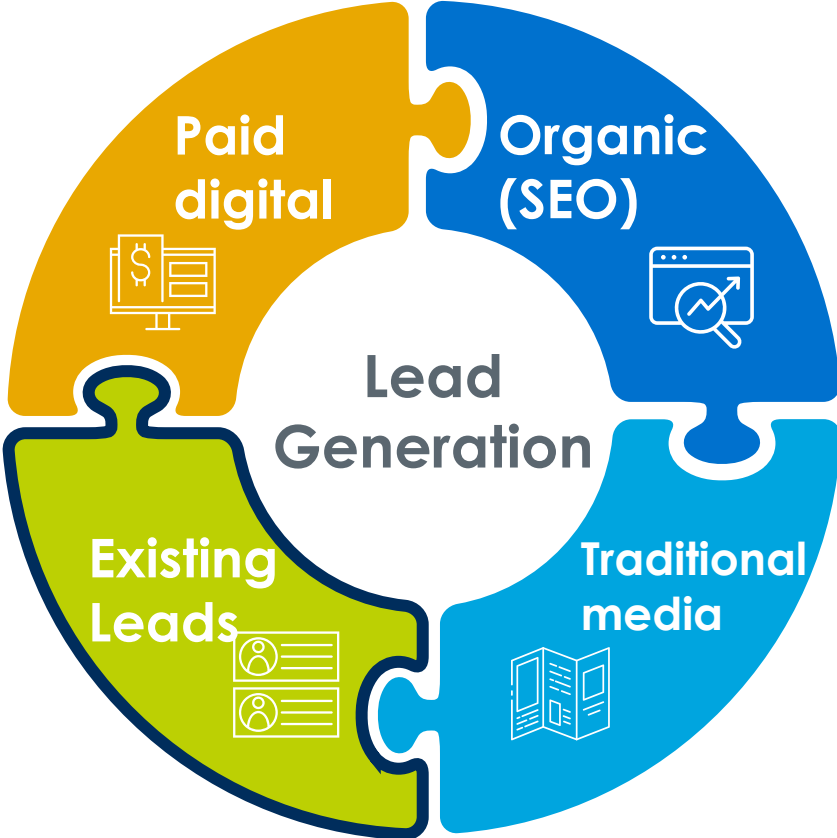 Paid
digital
Organic
(SEO)
Lead
Generation
Existing
Leads
Traditional
media
$